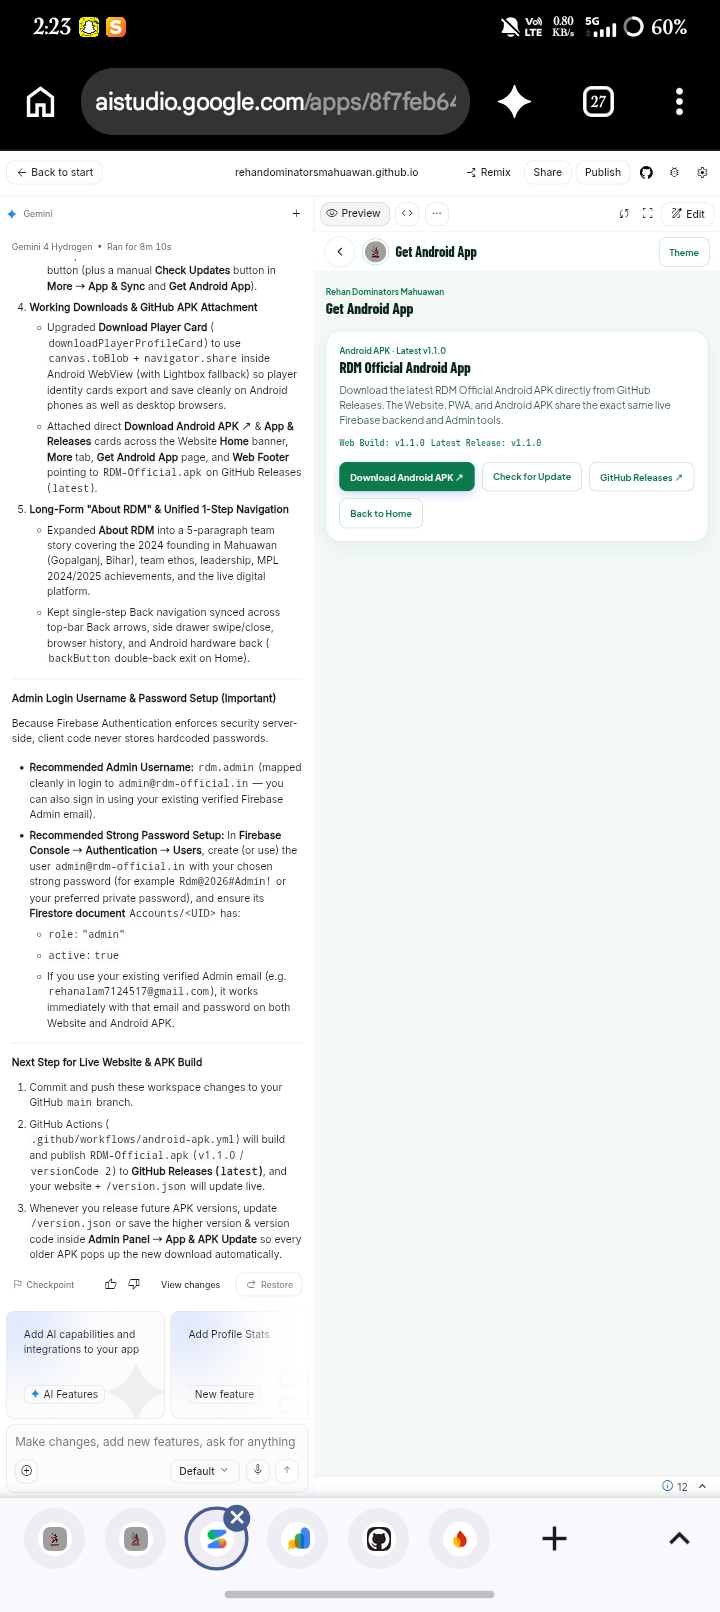 2:23
Vo)
LTE
0.80
KB/s
5G
60%
aistudio.google.com/apps/8f7feb64
27
← Back to start
rehandominatorsmahuawan.github.io
Remix
Share
Publish
Gemini
+
Preview
<>
...
Edit
Gemini 4 Hydrogen • Ran for 8m 10s
button (plus a manual Check Updates button in
More → App & Sync and Get Android App).
4. Working Downloads & GitHub APK Attachment
Upgraded Download Player Card (
downloadPlayerProfileCard) to use
canvas.toBlob + navigator.share inside
Android WebView (with Lightbox fallback) so player
identity cards export and save cleanly on Android
phones as well as desktop browsers.
Attached direct Download Android APK ↗ & App &
Releases cards across the Website Home banner,
More tab, Get Android App page, and Web Footer
pointing to RDM-Official.apk on GitHub Releases
(latest).
5. Long-Form "About RDM" & Unified 1-Step Navigation
Expanded About RDM into a 5-paragraph team
story covering the 2024 founding in Mahuawan
(Gopalganj, Bihar), team ethos, leadership, MPL
2024/2025 achievements, and the live digital
platform.
Kept single-step Back navigation synced across
top-bar Back arrows, side drawer swipe/close,
browser history, and Android hardware back (
backButton double-back exit on Home).
Admin Login Username & Password Setup (Important)
Because Firebase Authentication enforces security server-
side, client code never stores hardcoded passwords.
• Recommended Admin Username: rdm.admin (mapped
cleanly in login to admin@rdm-official.in — you
can also sign in using your existing verified Firebase
Admin email).
• Recommended Strong Password Setup: In Firebase
Console → Authentication → Users, create (or use) the
user admin@rdm-official.in with your chosen
strong password (for example Rdm@2026#Admin! or
your preferred private password), and ensure its
Firestore document Accounts/<UID> has:
role: "admin"
active: true
If you use your existing verified Admin email (e.g.
rehanalam7124517@gmail.com), it works
immediately with that email and password on both
Website and Android APK.
Next Step for Live Website & APK Build
1. Commit and push these workspace changes to your
GitHub main branch.
2. GitHub Actions (
.github/workflows/android-apk.yml) will build
and publish RDM-Official.apk (v1.1.0 /
versionCode 2) to GitHub Releases (latest), and
your website + /version.json will update live.
3. Whenever you release future APK versions, update
/version.json or save the higher version & version
code inside Admin Panel → App & APK Update so every
older APK pops up the new download automatically.
Checkpoint
View changes
Restore
Add AI capabilities and
integrations to your app
AI Features
Add Profile Stats
New feature
Make changes, add new features, ask for anything
Default
Get Android App
Theme
Rehan Dominators Mahuawan
Get Android App
Android APK · Latest v1.1.0
RDM Official Android App
Download the latest RDM Official Android APK directly from GitHub
Releases. The Website, PWA, and Android APK share the exact same live
Firebase backend and Admin tools.
Web Build: v1.1.0 Latest Release: v1.1.0
Download Android APK ↗
Check for Update
GitHub Releases ↗
Back to Home
12